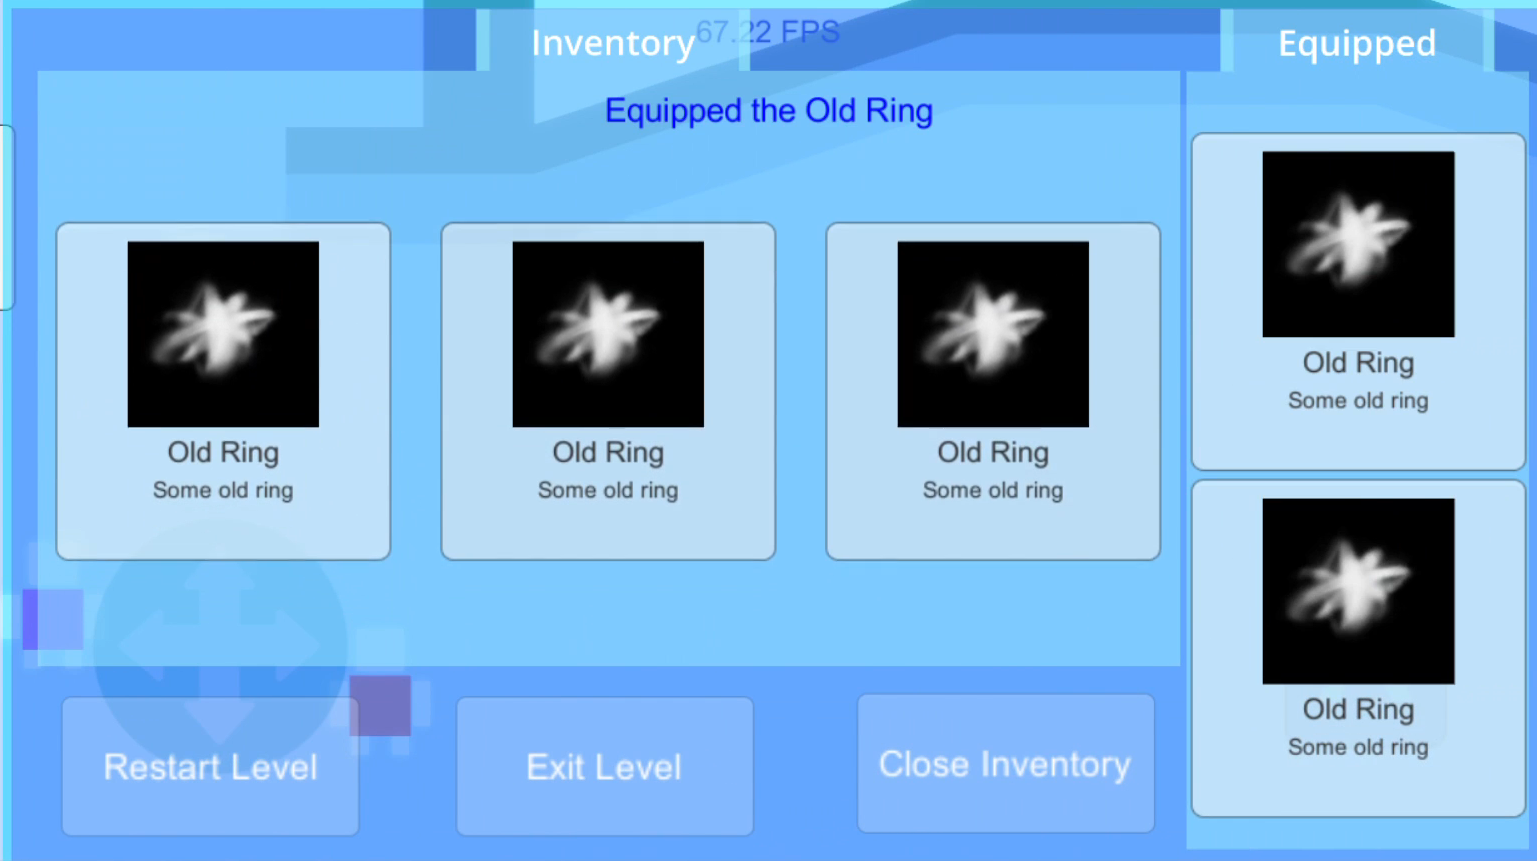 Inventory
67.22 FPS
Equipped
Equipped the Old Ring
Old Ring
Some old ring
Old Ring
Some old ring
Old Ring
Some old ring
Old Ring
Some old ring
Old Ring
Some old ring
Restart Level
Exit Level
Close Inventory